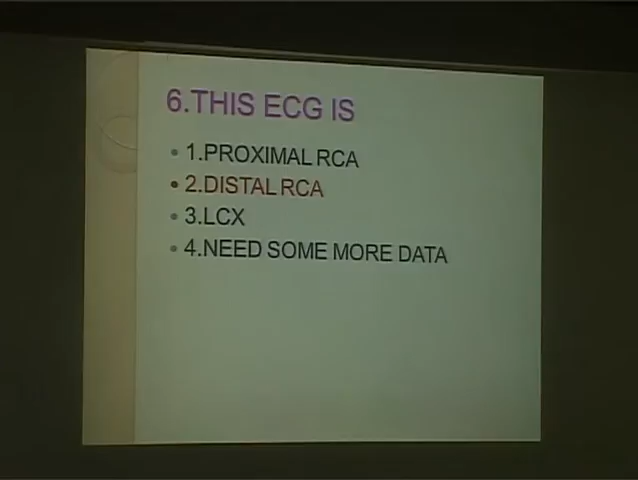 6.THIS ECG IS
• 1.PROXIMAL RCA
• 2.DISTAL RCA
• 3.LCX
• 4.NEED SOME MORE DATA